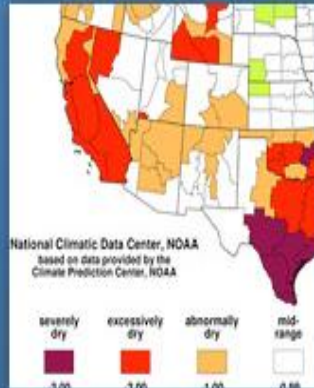 National Climatic Data Center, NOAA
based on data provided by the
Climate Prediction Center, NOAA
severely dry
excessively dry
abnormally dry
mid-range